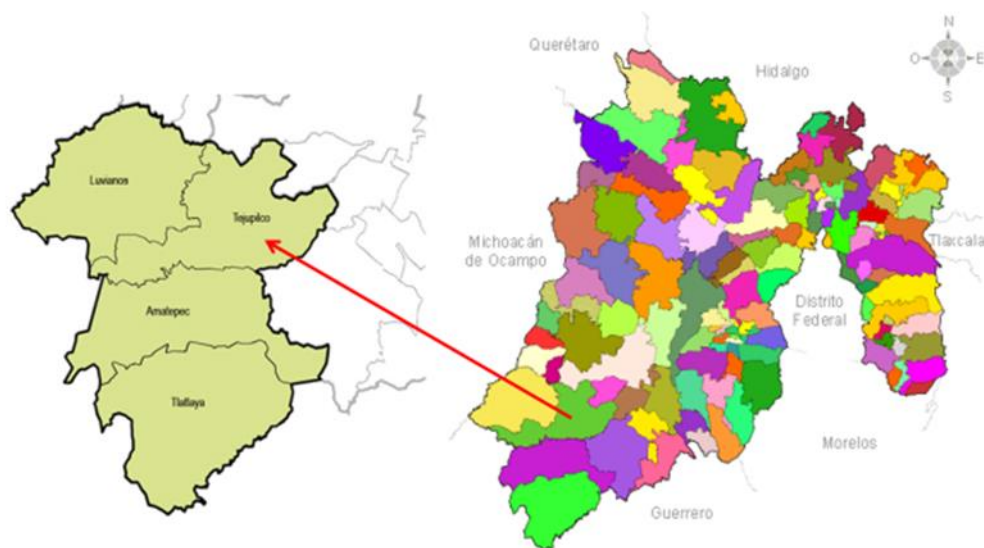 Luvianos
Tejupilco
Amatepec
Tlatlaya
Querétaro
Hidalgo
N
O
E
S
Michoacán
de Ocampo
Tlaxcala
Distrito
Federal
Morelos
Guerrero